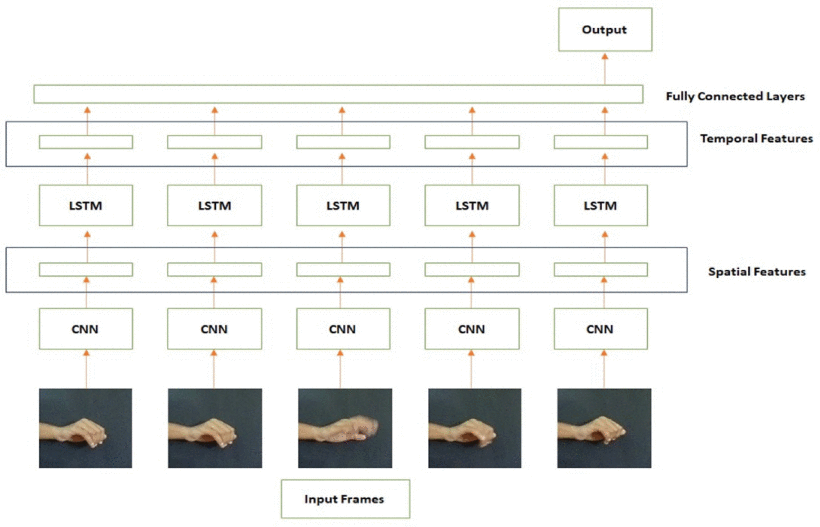 Output
Fully Connected Layers
Temporal Features
LSTM LSTM LSTM LSTM LSTM
Spatial Features
CNN CNN CNN CNN CNN
Input Frames